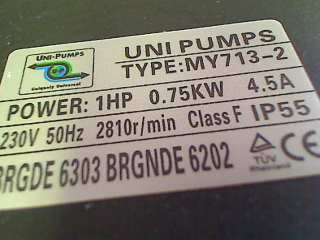 UNI-PUMPS
Uniquely Universal
UNI PUMPS
TYPE:MY713-2
POWER: 1HP 0.75KW 4.5A
230V 50Hz 2810r/min Class F IP55
BRGDE 6303 BRGNDE 6202
TÜV
Rheinland